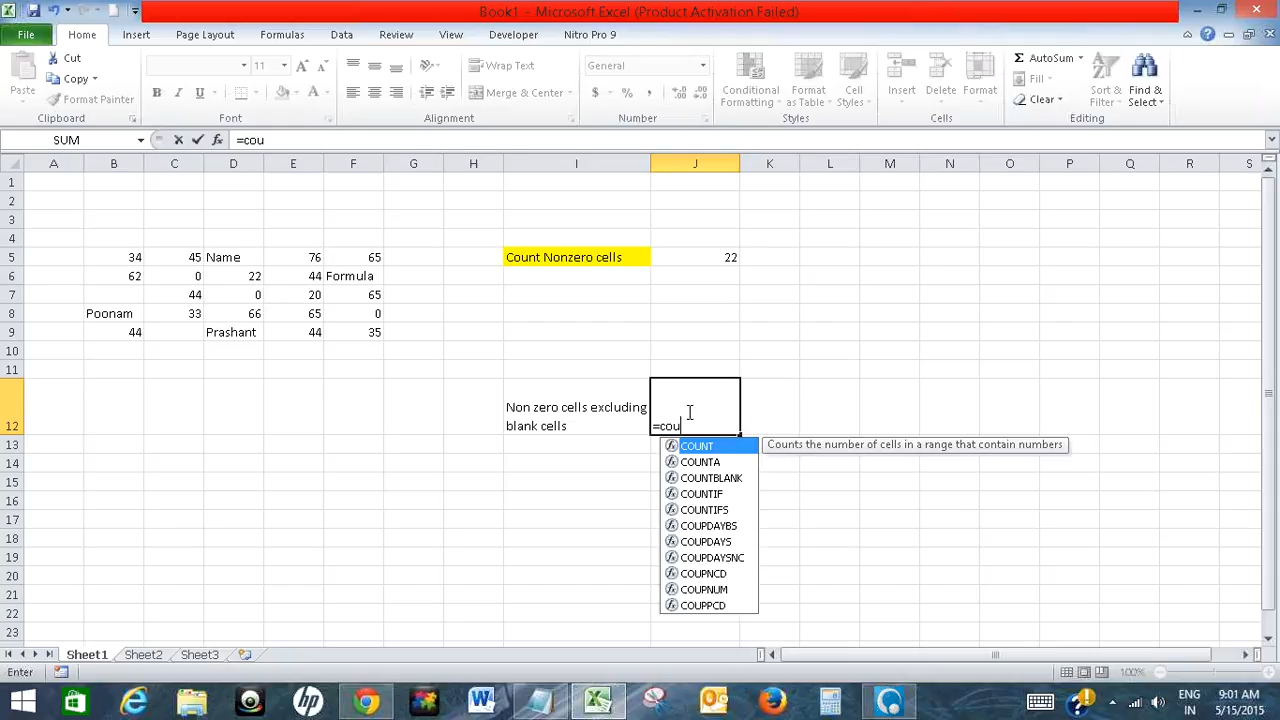 Book1 - Microsoft Excel (Product Activation Failed)
File Home Insert Page Layout Formulas Data Review View Developer Nitro Pro 9
Paste
Cut
Copy
Format Painter
Clipboard
11
A A
B I U A
Font
Wrap Text
Merge & Center
Alignment
General
$ % ,
Number
Conditional Formatting
Format as Table
Cell Styles
Styles
Insert
Delete
Format
Cells
Σ AutoSum
Fill
Clear
Sort & Filter
Find & Select
Editing
SUM fx =cou
A B C D E F G H I J K L M N O P Q R S
1
2
3
4
5 34 45 Name 76 65 Count Nonzero cells 22
6 62 0 22 44 Formula
7 44 0 20 65
8 Poonam 33 66 65 0
9 44 Prashant 44 35
10
11
12 Non zero cells excluding
blank cells =cou
13 COUNT Counts the number of cells in a range that contain numbers
14 COUNTA
15 COUNTBLANK
16 COUNTIF
17 COUNTIFS
18 COUPDAYBS
19 COUPDAYS
20 COUPDAYSNC
21 COUPNCD
22 COUPNUM
23 COUPPCD
Sheet1 Sheet2 Sheet3
Enter 100%
hp
ENG 9:01 AM
IN 5/15/2015